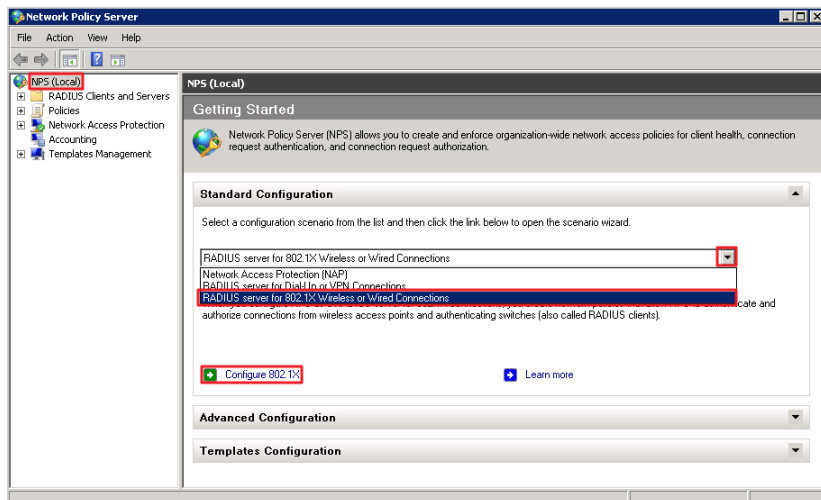 Network Policy Server
File Action View Help
NPS (Local)
RADIUS Clients and Servers
Policies
Network Access Protection
Accounting
Templates Management
NPS (Local)
Getting Started
Network Policy Server (NPS) allows you to create and enforce organization-wide network access policies for client health, connection
request authentication, and connection request authorization.
Standard Configuration
Select a configuration scenario from the list and then click the link below to open the scenario wizard.
RADIUS server for 802.1X Wireless or Wired Connections
Network Access Protection (NAP)
RADIUS server for Dial-Up or VPN Connections
RADIUS server for 802.1X Wireless or Wired Connections
cate and
authorize connections from wireless access points and authenticating switches (also called RADIUS clients).
Configure 802.1X
Learn more
Advanced Configuration
Templates Configuration